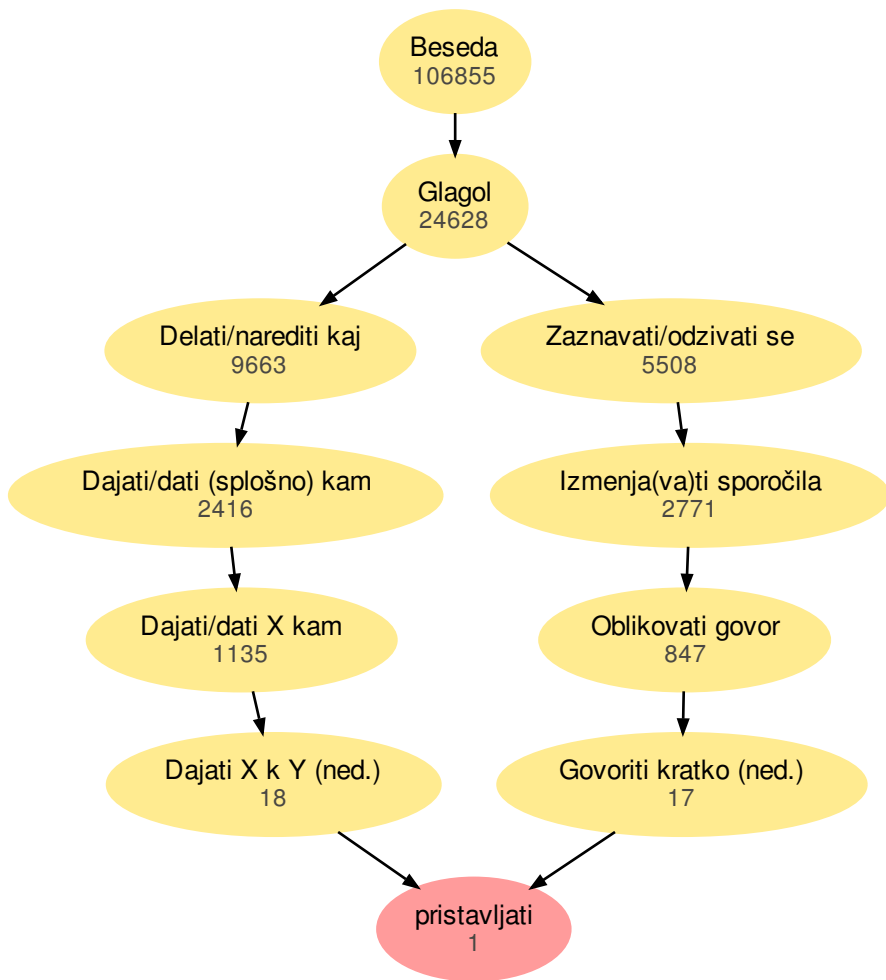 Beseda
106855
Glagol
24628
Delati/narediti kaj
9663
Zaznavati/odzivati se
5508
Dajati/dati (splošno) kam
2416
Izmenja(va)ti sporočila
2771
Dajati/dati X kam
1135
Oblikovati govor
847
Dajati X k Y (ned.)
18
Govoriti kratko (ned.)
17
pristavljati
1